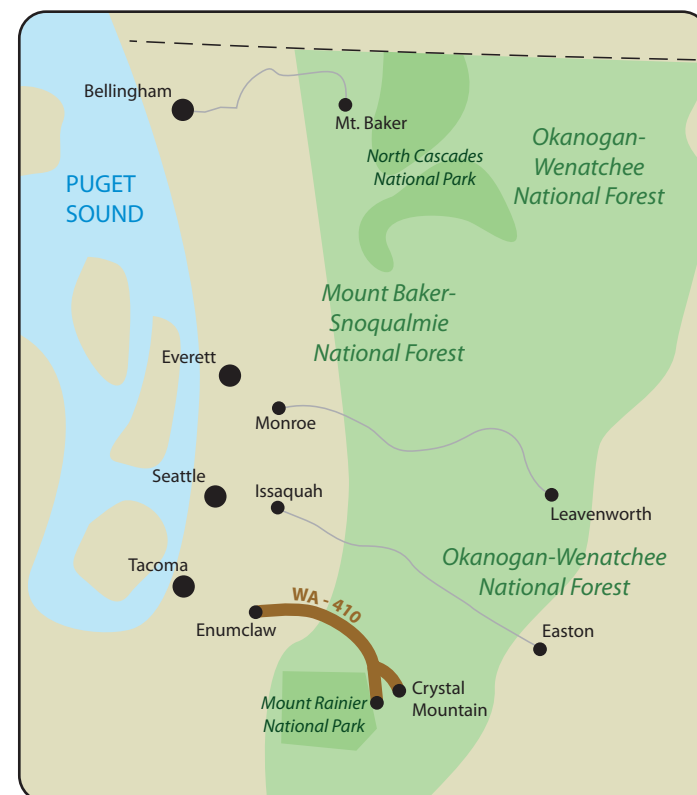 Bellingham
Mt. Baker
North Cascades
National Park
Okanogan-
Wenatchee
National Forest
PUGET
SOUND
Mount Baker-
Snoqualmie
National Forest
Everett
Monroe
Seattle
Issaquah
Leavenworth
Tacoma
Okanogan-Wenatchee
National Forest
WA - 410
Enumclaw
Easton
Crystal
Mountain
Mount Rainier
National Park